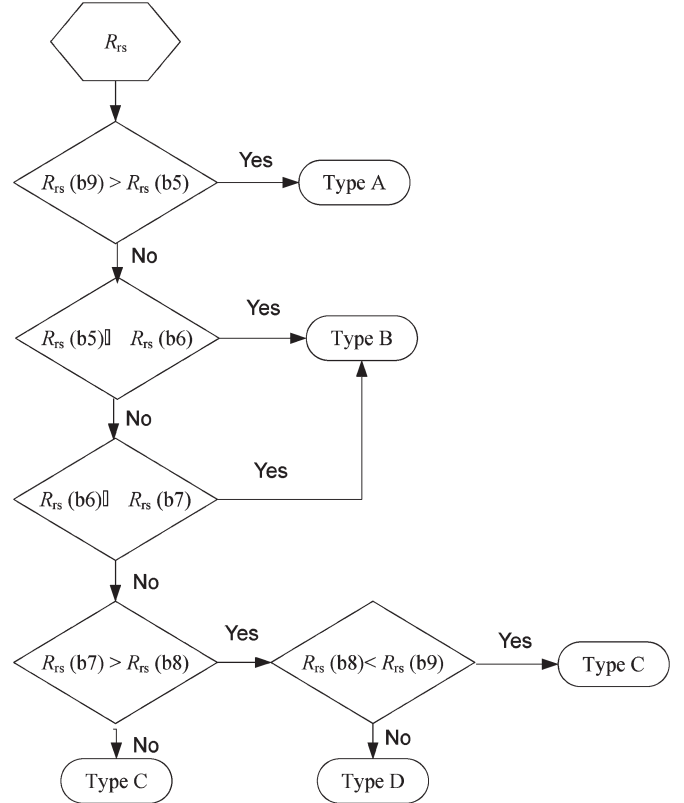 Rrs
Rrs (b9) > Rrs (b5)
Yes
Type A
No
Rrs (b5)▯ Rrs (b6)
Yes
Type B
No
Rrs (b6)▯ Rrs (b7)
Yes
No
Rrs (b7) > Rrs (b8)
Yes
Rrs (b8)< Rrs (b9)
Yes
Type C
No
Type C
No
Type D